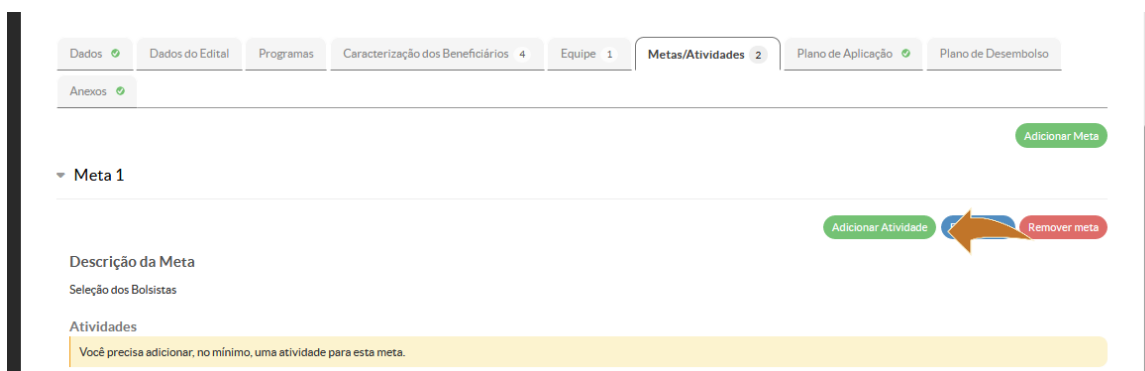 Dados Dados do Edital Programas Caracterização dos Beneficiários 4 Equipe 1 Metas/Atividades 2 Plano de Aplicação Plano de Desembolso
Anexos
Adicionar Meta
Meta 1
Adicionar Atividade Remover meta
Descrição da Meta
Seleção dos Bolsistas
Atividades
Você precisa adicionar, no mínimo, uma atividade para esta meta.